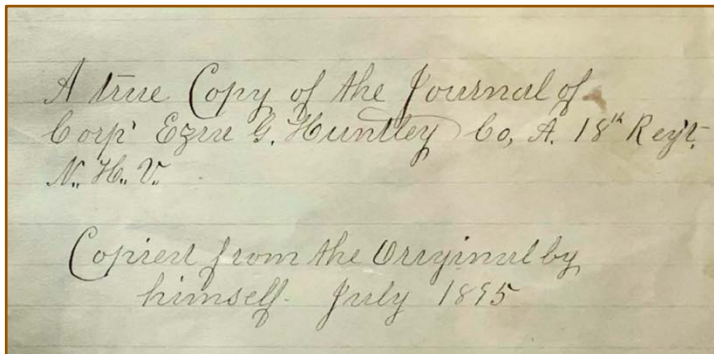 A true Copy of the Journal of
Corp' Ezra G. Huntley Co, A. 18th Rey't.
N. H. V.
Copied from the Original by
himself. July 1895